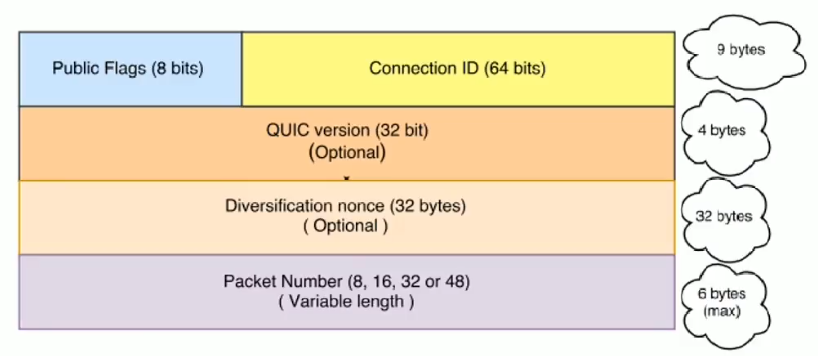 Public Flags (8 bits)
Connection ID (64 bits)
9 bytes
QUIC version (32 bit)
(Optional)
4 bytes
Diversification nonce (32 bytes)
( Optional )
32 bytes
Packet Number (8, 16, 32 or 48)
( Variable length )
6 bytes
(max)